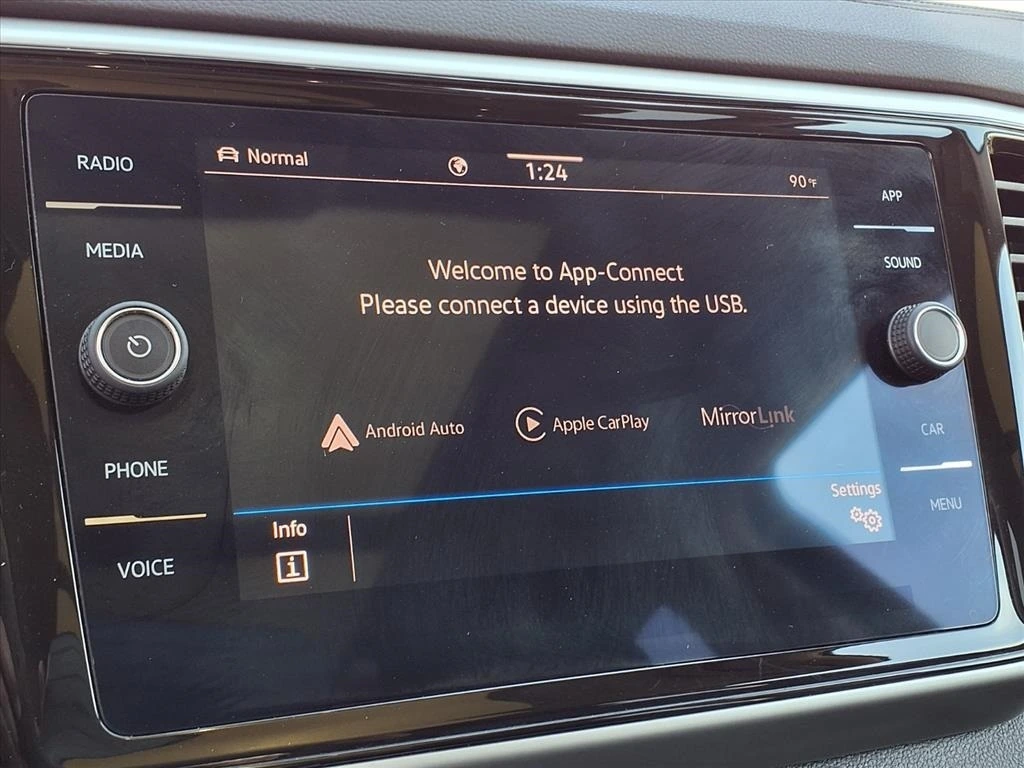 RADIO
MEDIA
PHONE
VOICE
Normal
1:24
90°F
Welcome to App-Connect
Please connect a device using the USB.
Android Auto
Apple CarPlay
MirrorLink
Info
i
Settings
APP
SOUND
CAR
MENU